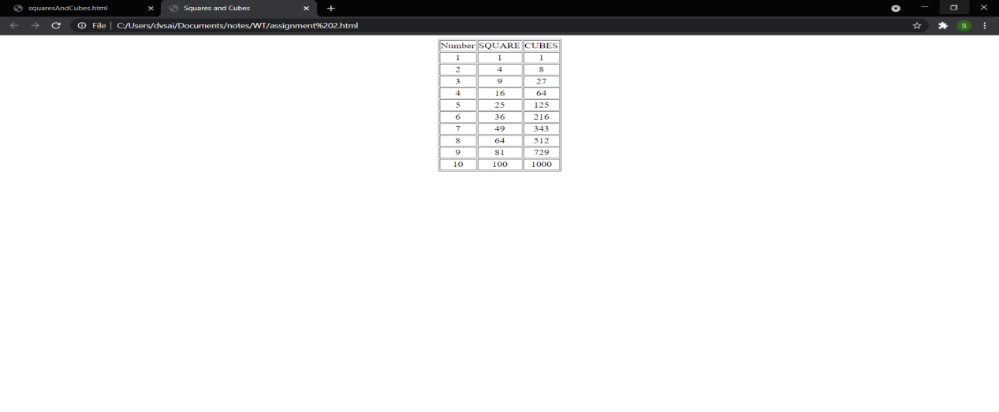 squaresAndCubes.html Squares and Cubes
File C:/Users/dvsai/Documents/notes/WT/assignment%202.html S
Number SQUARE CUBES
1 1 1
2 4 8
3 9 27
4 16 64
5 25 125
6 36 216
7 49 343
8 64 512
9 81 729
10 100 1000